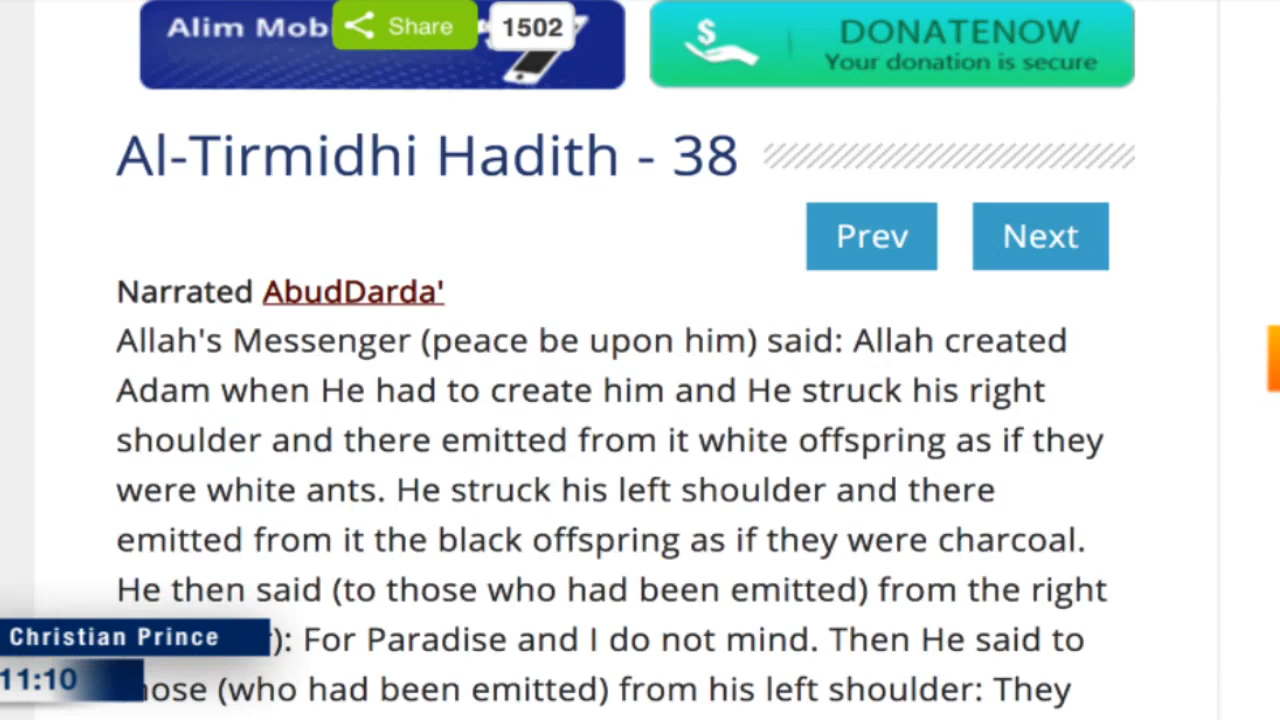 Alim Mob
Share
1502
DONATENOW
Your donation is secure
Al-Tirmidhi Hadith - 38
Prev
Next
Narrated AbudDarda'
Allah's Messenger (peace be upon him) said: Allah created
Adam when He had to create him and He struck his right
shoulder and there emitted from it white offspring as if they
were white ants. He struck his left shoulder and there
emitted from it the black offspring as if they were charcoal.
He then said (to those who had been emitted) from the right
): For Paradise and I do not mind. Then He said to
(who had been emitted) from his left shoulder: They
Christian Prince
11:10